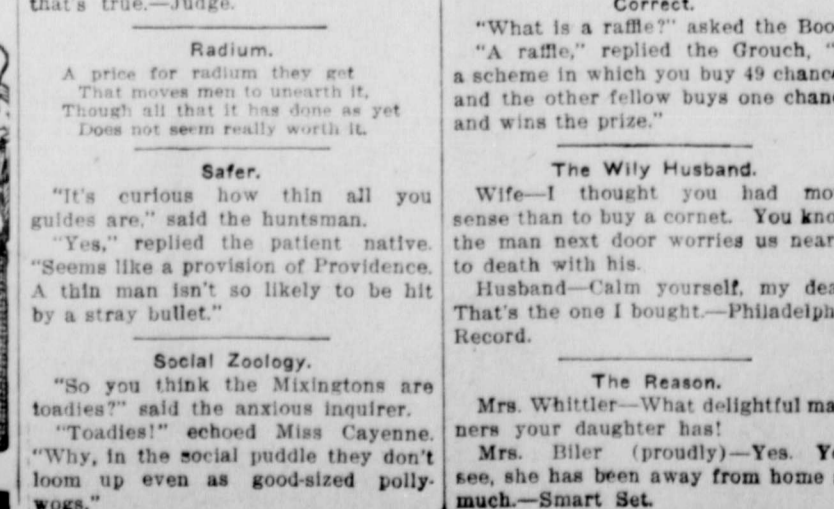 that's true.—Judge.
Radium.
A price for radium they get
That moves men to unearth it,
Though all that it has done as yet
Does not seem really worth it.
Safer.
"It's curious how thin all you
guides are," said the huntsman.
"Yes," replied the patient native.
"Seems like a provision of Providence.
A thin man isn't so likely to be hit
by a stray bullet."
Social Zoology.
"So you think the Mixingtons are
toadies?" said the anxious inquirer.
"Toadies!" echoed Miss Cayenne.
"Why, in the social puddle they don't
loom up even as good-sized polly-
wogs."
Correct.
"What is a raffle?" asked the Boo
"A raffle," replied the Grouch, "
a scheme in which you buy 49 chanc
and the other fellow buys one chan
and wins the prize."
The Wily Husband.
Wife—I thought you had mo
sense than to buy a cornet. You kno
the man next door worries us near
to death with his.
Husband—Calm yourself, my dea
That's the one I bought.—Philadelph
Record.
The Reason.
Mrs. Whittler—What delightful ma
ners your daughter has!
Mrs. Biler (proudly)—Yes. Y
see, she has been away from home
much.—Smart Set.